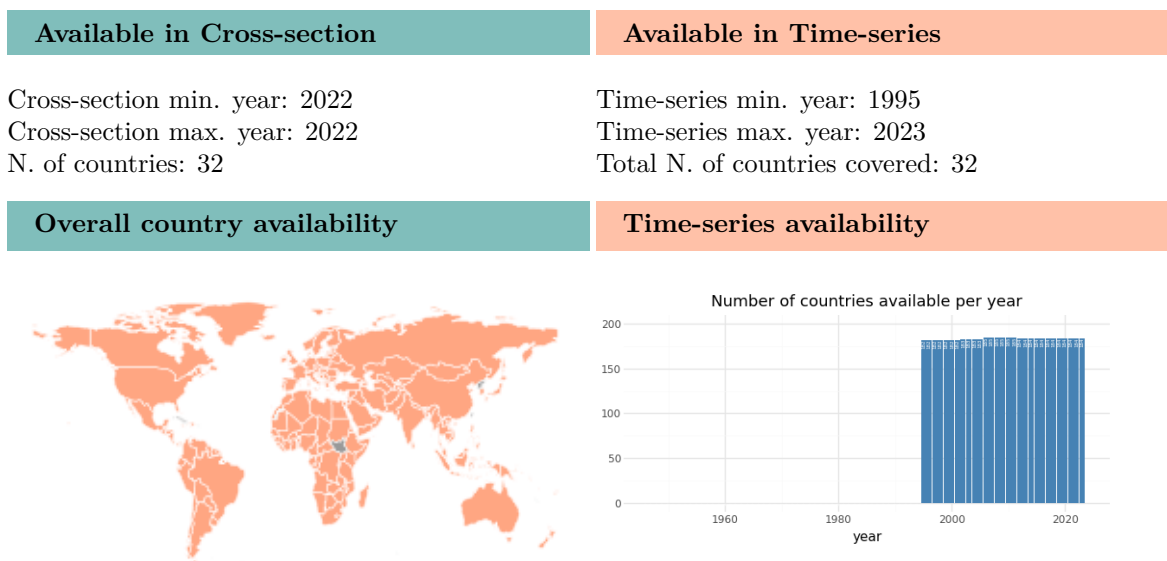 Available in Cross-section
Available in Time-series
Cross-section min. year: 2022
Cross-section max. year: 2022
N. of countries: 32
Time-series min. year: 1995
Time-series max. year: 2023
Total N. of countries covered: 32
Overall country availability
Time-series availability
Number of countries available per year
200
150
100
50
0
1960
1980
2000
2020
year